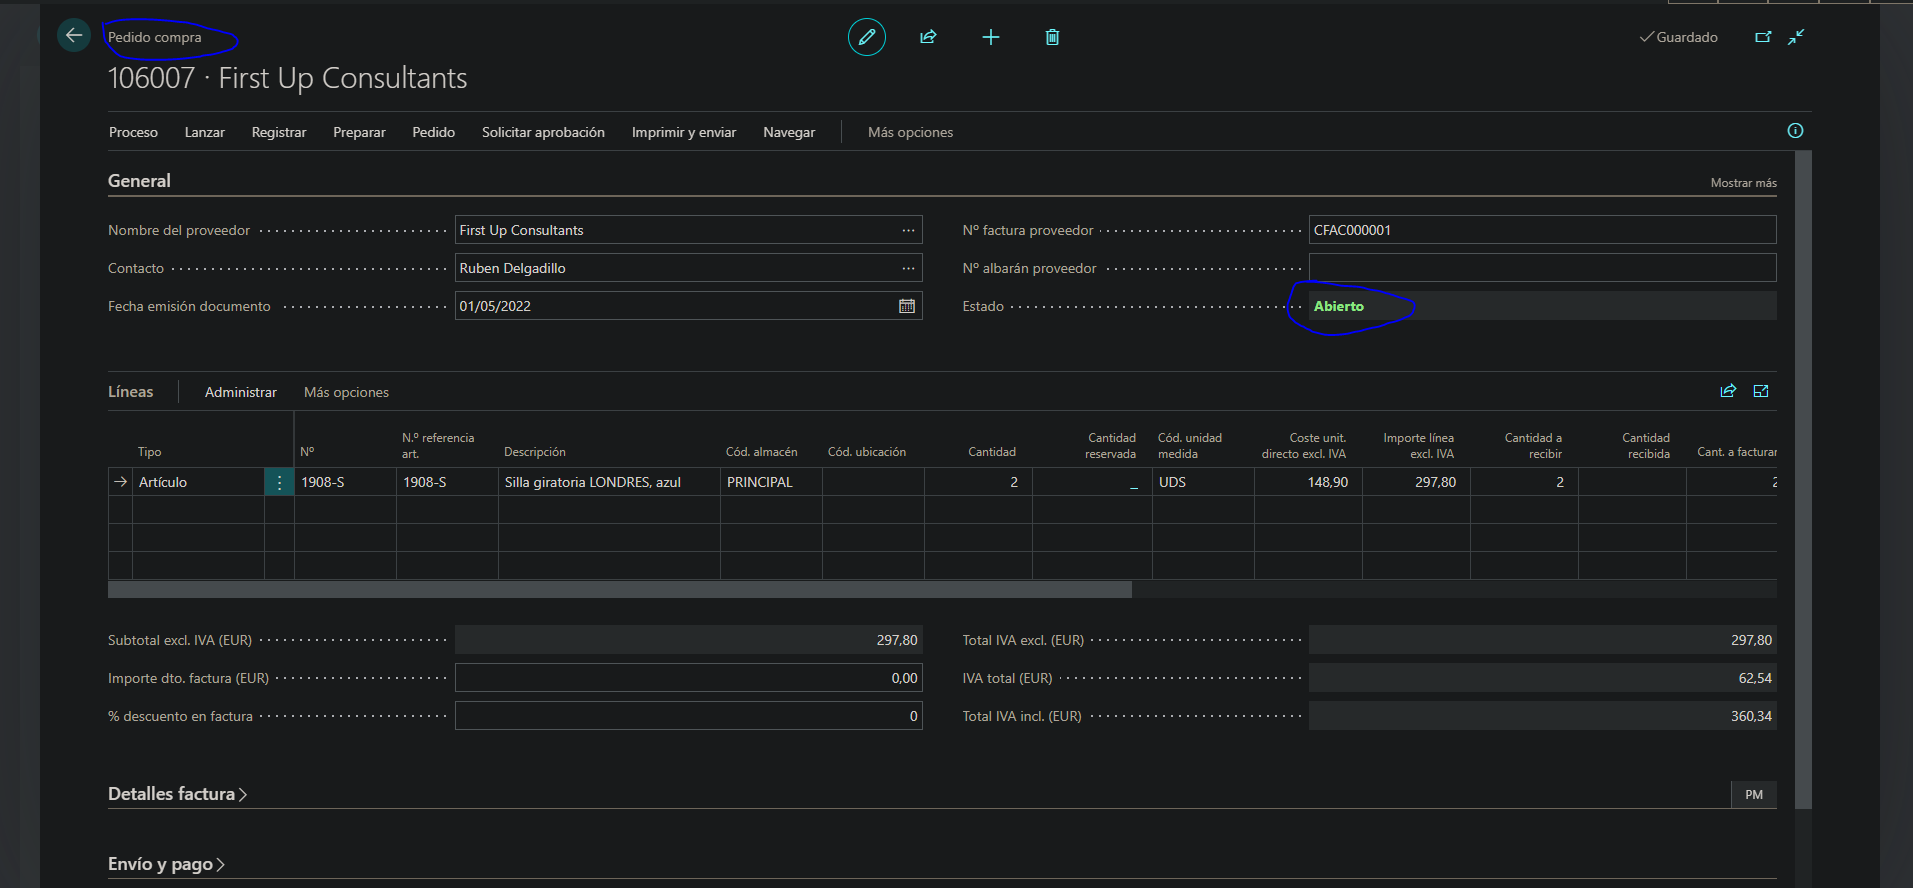 Pedido compra
Guardado
106007 · First Up Consultants
Proceso Lanzar Registrar Preparar Pedido Solicitar aprobación Imprimir y enviar Navegar Más opciones
General Mostrar más
Nombre del proveedor First Up Consultants Nº factura proveedor CFAC000001
Contacto Ruben Delgadillo Nº albarán proveedor
Fecha emisión documento 01/05/2022 Estado Abierto
Líneas Administrar Más opciones
Tipo Nº N.º referencia art. Descripción Cód. almacén Cód. ubicación Cantidad Cantidad reservada Cód. unidad medida Coste unit. directo excl. IVA Importe línea excl. IVA Cantidad a recibir Cantidad recibida Cant. a facturar
Artículo 1908-S 1908-S Silla giratoria LONDRES, azul PRINCIPAL 2 _ UDS 148,90 297,80 2 2
Subtotal excl. IVA (EUR) 297,80 Total IVA excl. (EUR) 297,80
Importe dto. factura (EUR) 0,00 IVA total (EUR) 62,54
% descuento en factura 0 Total IVA incl. (EUR) 360,34
Detalles factura PM
Envío y pago